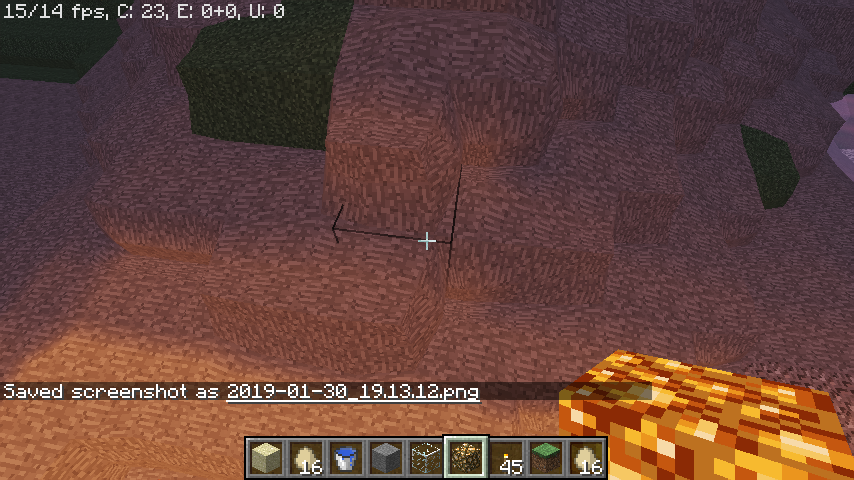 15/14 fps, C: 23, E: 0+0, U: 0
Saved screenshot as 2019-01-30_19.13.12.png
16 45 16